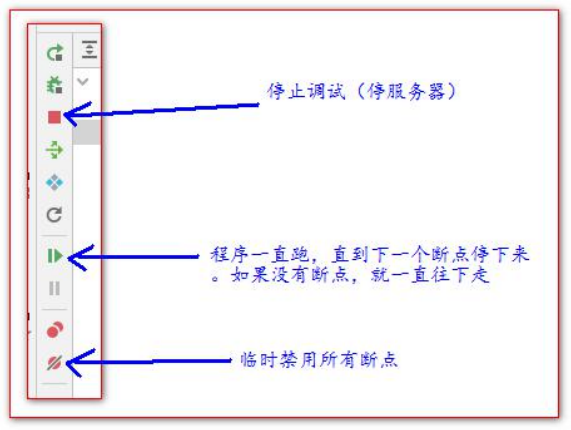 停止调试（停服务器）
程序一直跑，直到下一个断点停下来
。如果没有断点，就一直往下走
临时禁用所有断点